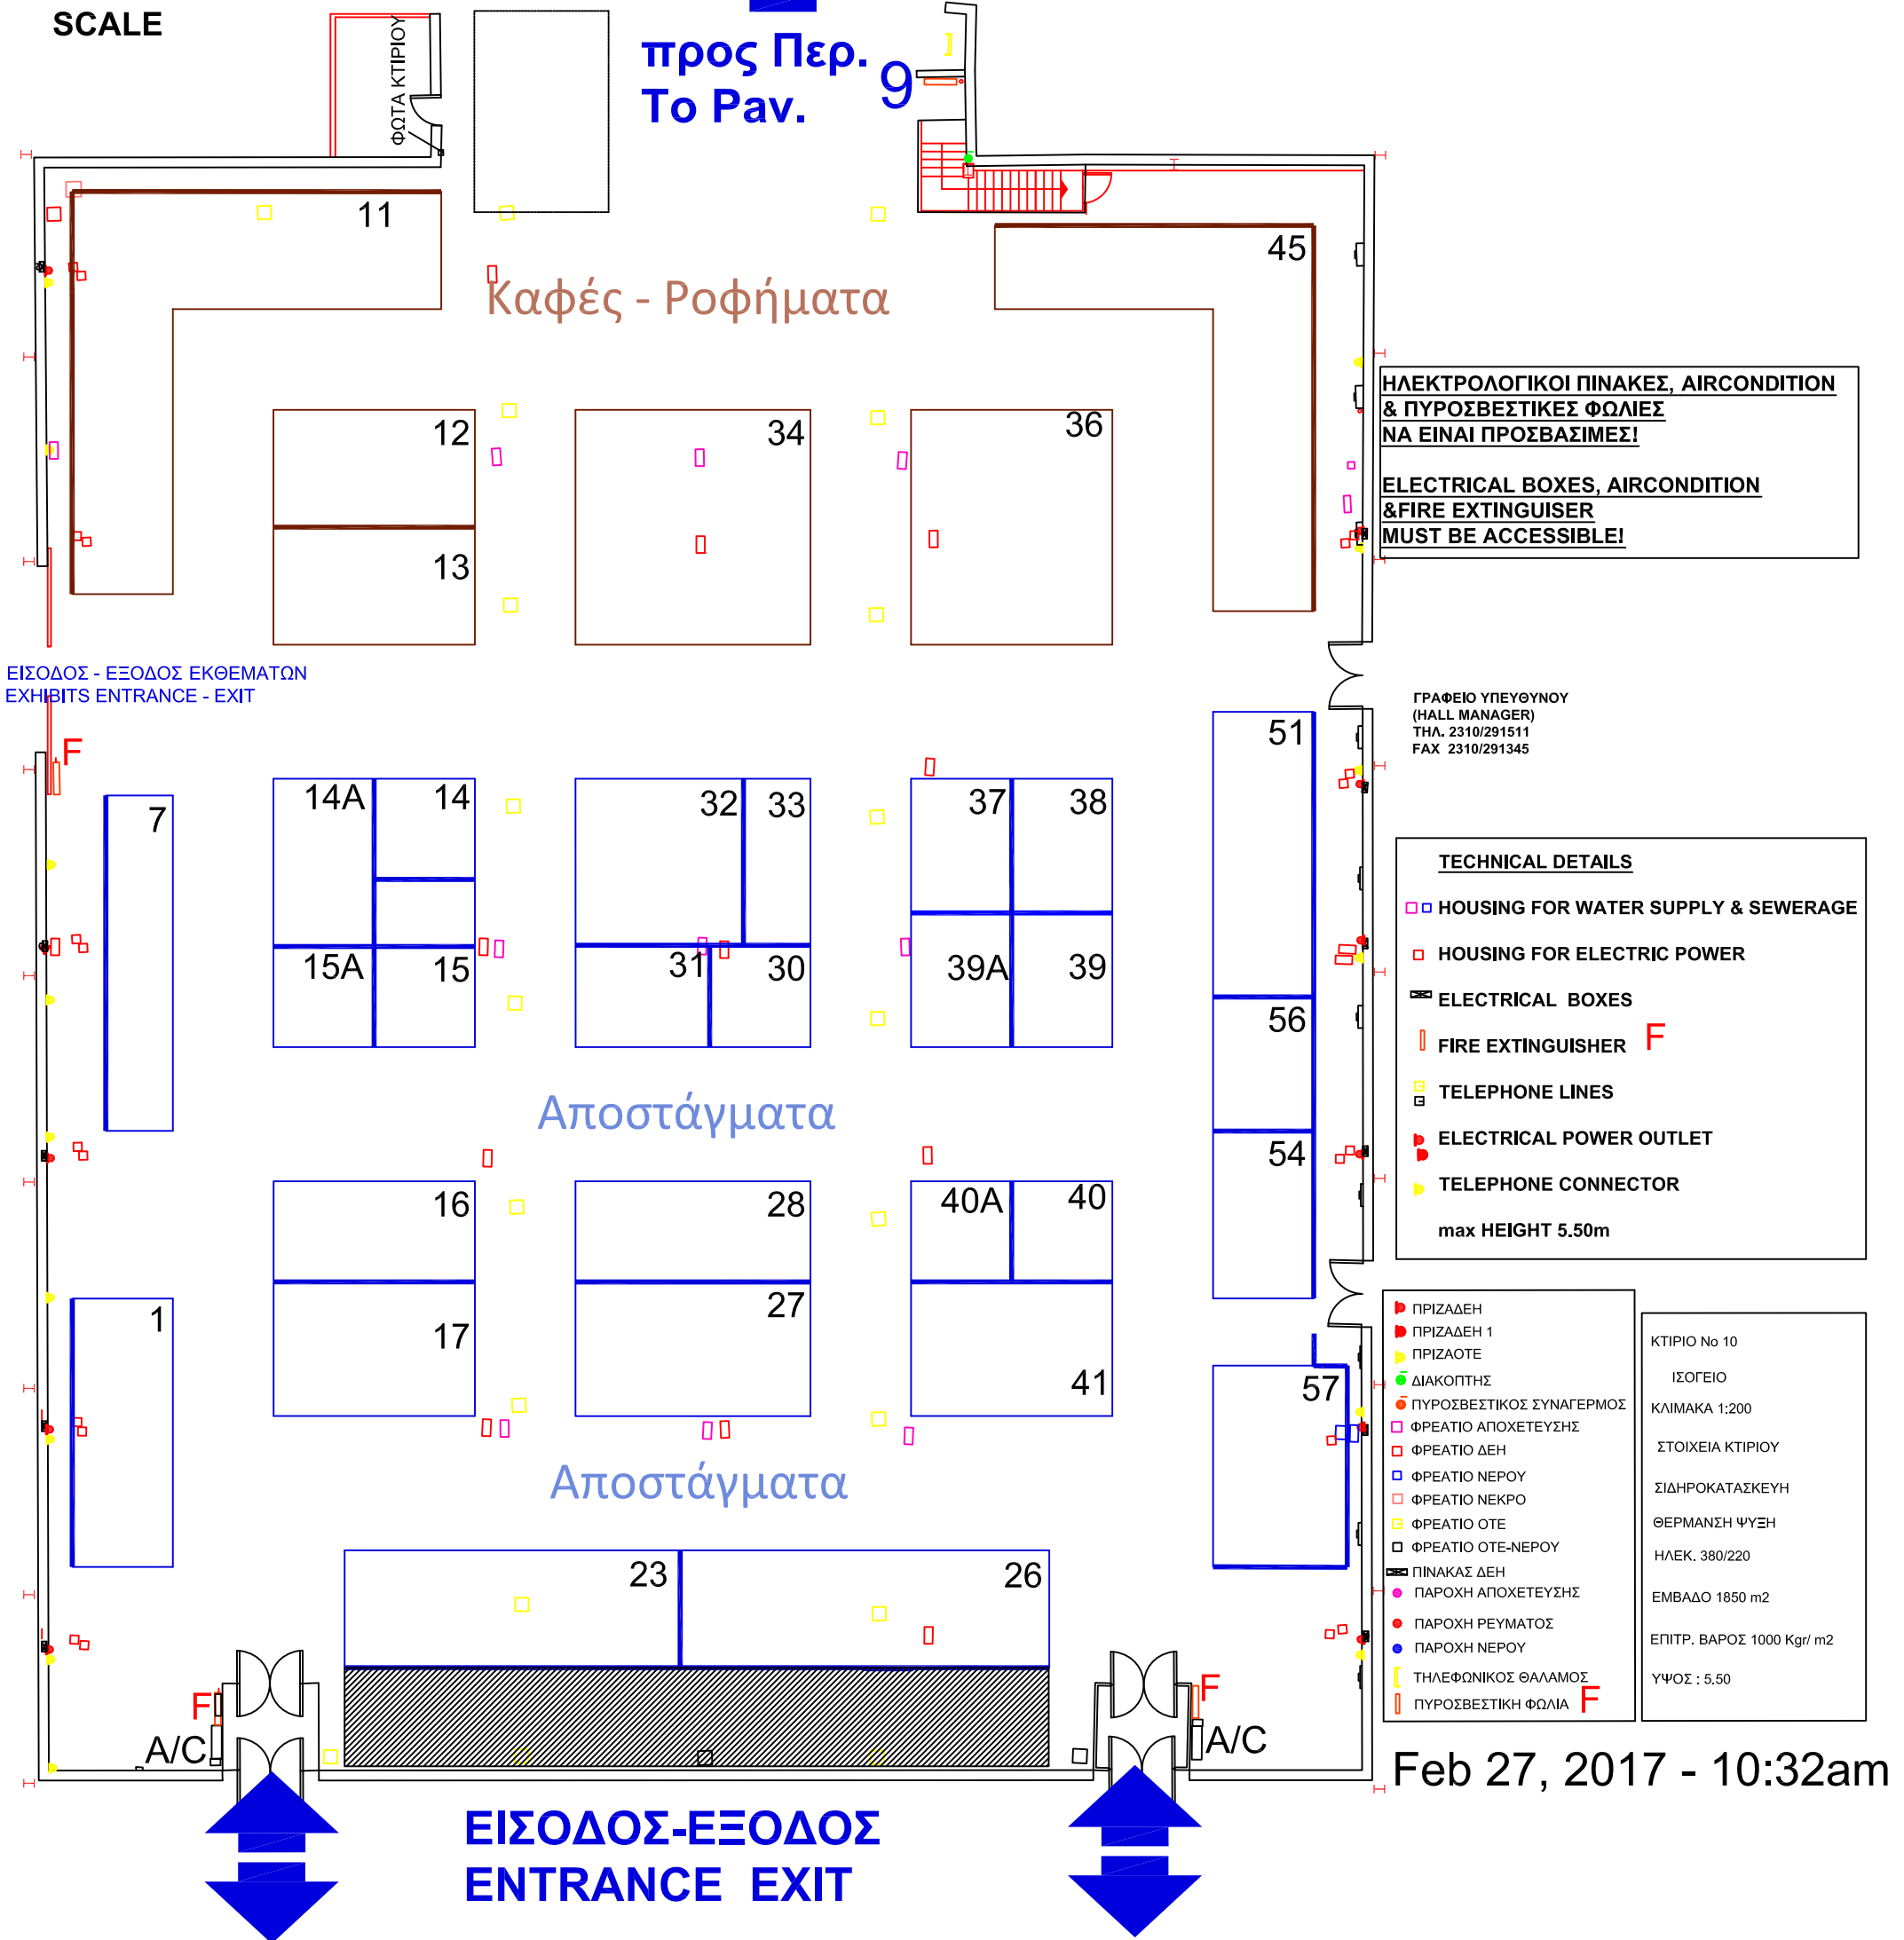 SCALE
ΦΩΤΑ ΚΤΙΡΙΟΥ
προς Περ.
To Pav.
9
11
45
Καφές - Ροφήματα
12
34
36
13
ΗΛΕΚΤΡΟΛΟΓΙΚΟΙ ΠΙΝΑΚΕΣ, AIRCONDITION
& ΠΥΡΟΣΒΕΣΤΙΚΕΣ ΦΩΛΙΕΣ
ΝΑ ΕΙΝΑΙ ΠΡΟΣΒΑΣΙΜΕΣ!
ELECTRICAL BOXES, AIRCONDITION
&FIRE EXTINGUISER
MUST BE ACCESSIBLE!
ΕΙΣΟΔΟΣ - ΕΞΟΔΟΣ ΕΚΘΕΜΑΤΩΝ
EXHIBITS ENTRANCE - EXIT
ΓΡΑΦΕΙΟ ΥΠΕΥΘΥΝΟΥ
(HALL MANAGER)
ΤΗΛ. 2310/291511
FAX 2310/291345
F
51
7
14A
14
32
33
37
38
15A
15
31
30
39A
39
56
54
TECHNICAL DETAILS
HOUSING FOR WATER SUPPLY & SEWERAGE
HOUSING FOR ELECTRIC POWER
ELECTRICAL BOXES
FIRE EXTINGUISHER F
TELEPHONE LINES
ELECTRICAL POWER OUTLET
TELEPHONE CONNECTOR
max HEIGHT 5.50m
Αποστάγματα
16
28
40A
40
1
17
27
41
57
Αποστάγματα
23
26
ΠΡΙΖΑΔΕΗ
ΠΡΙΖΑΔΕΗ 1
ΠΡΙΖΑΟΤΕ
ΔΙΑΚΟΠΤΗΣ
ΠΥΡΟΣΒΕΣΤΙΚΟΣ ΣΥΝΑΓΕΡΜΟΣ
ΦΡΕΑΤΙΟ ΑΠΟΧΕΤΕΥΣΗΣ
ΦΡΕΑΤΙΟ ΔΕΗ
ΦΡΕΑΤΙΟ ΝΕΡΟΥ
ΦΡΕΑΤΙΟ ΝΕΚΡΟ
ΦΡΕΑΤΙΟ ΟΤΕ
ΦΡΕΑΤΙΟ ΟΤΕ-ΝΕΡΟΥ
ΠΙΝΑΚΑΣ ΔΕΗ
ΠΑΡΟΧΗ ΑΠΟΧΕΤΕΥΣΗΣ
ΠΑΡΟΧΗ ΡΕΥΜΑΤΟΣ
ΠΑΡΟΧΗ ΝΕΡΟΥ
ΤΗΛΕΦΩΝΙΚΟΣ ΘΑΛΑΜΟΣ
ΠΥΡΟΣΒΕΣΤΙΚΗ ΦΩΛΙΑ F
ΚΤΙΡΙΟ Νο 10
ΙΣΟΓΕΙΟ
ΚΛΙΜΑΚΑ 1:200
ΣΤΟΙΧΕΙΑ ΚΤΙΡΙΟΥ
ΣΙΔΗΡΟΚΑΤΑΣΚΕΥΗ
ΘΕΡΜΑΝΣΗ ΨΥΞΗ
ΗΛΕΚ. 380/220
ΕΜΒΑΔΟ 1850 m2
ΕΠΙΤΡ. ΒΑΡΟΣ 1000 Kgr/ m2
ΥΨΟΣ : 5.50
F
F
A/C
A/C
Feb 27, 2017 - 10:32am
ΕΙΣΟΔΟΣ-ΕΞΟΔΟΣ
ENTRANCE EXIT